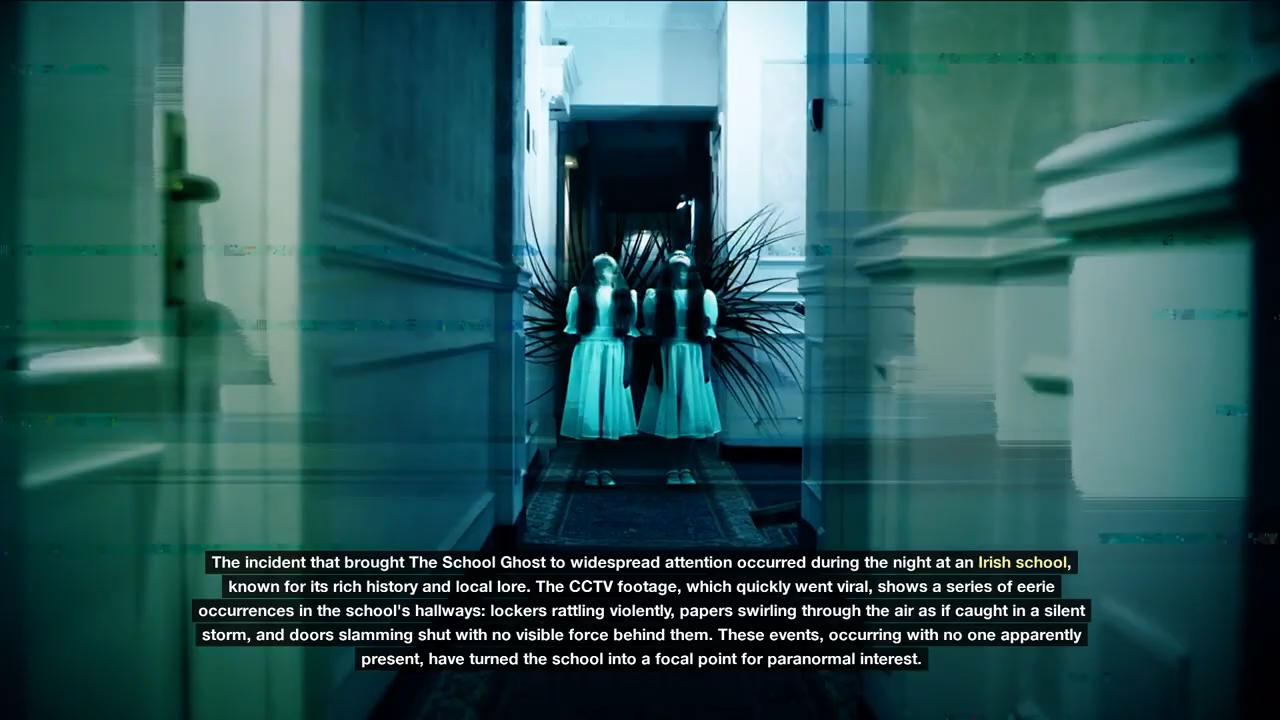 The incident that brought The School Ghost to widespread attention occurred during the night at an Irish school,
known for its rich history and local lore. The CCTV footage, which quickly went viral, shows a series of eerie
occurrences in the school's hallways: lockers rattling violently, papers swirling through the air as if caught in a silent
storm, and doors slamming shut with no visible force behind them. These events, occurring with no one apparently
present, have turned the school into a focal point for paranormal interest.